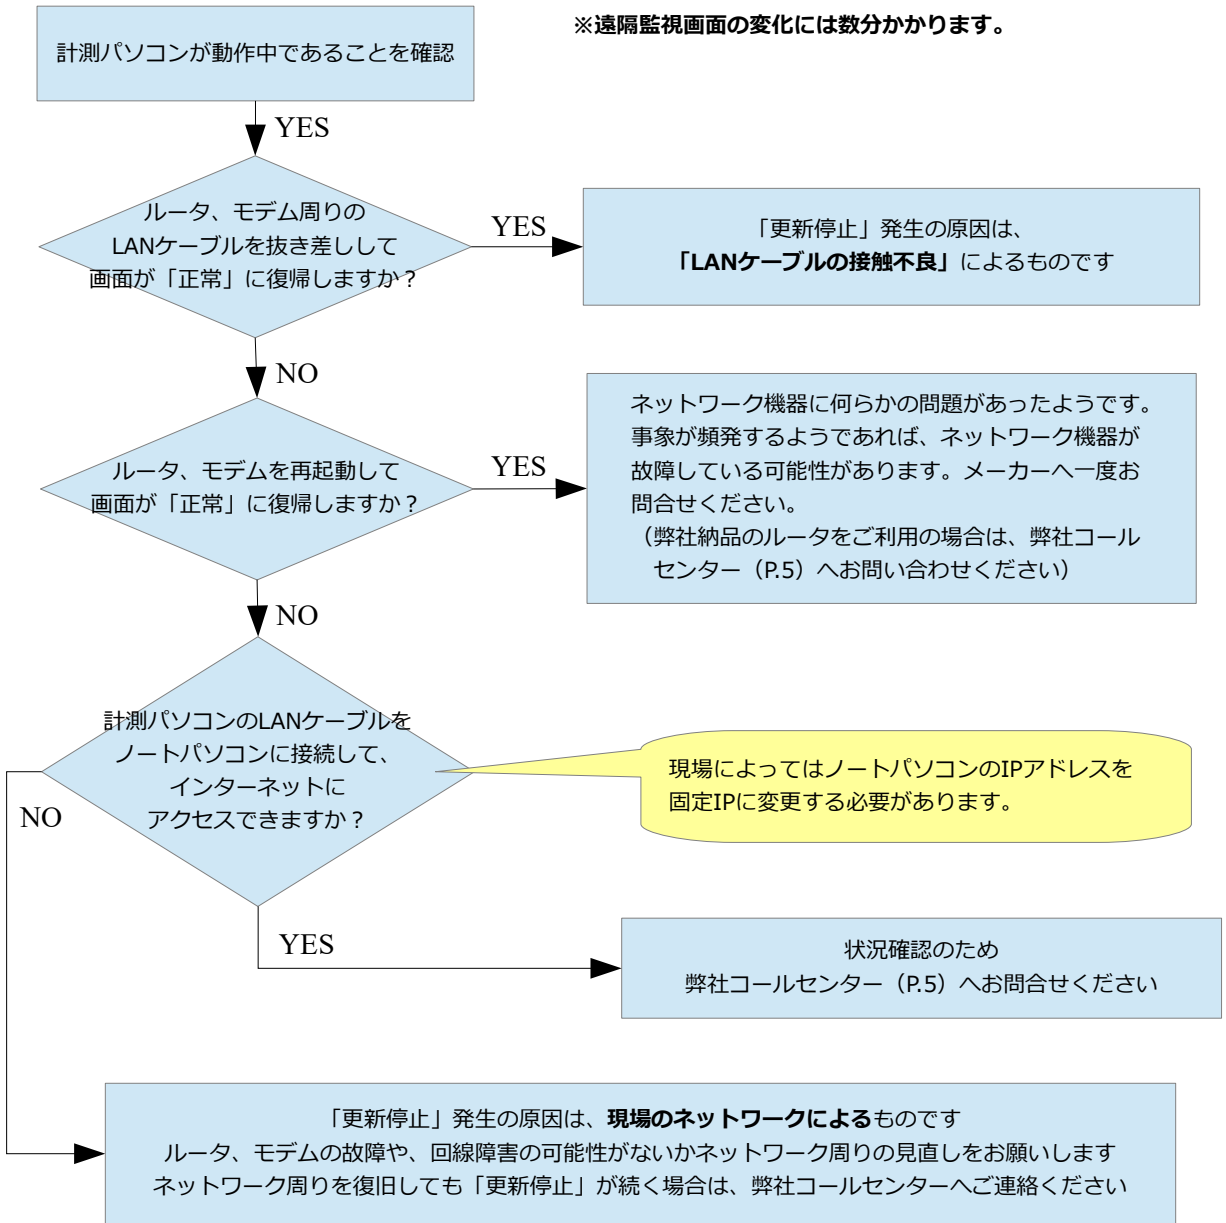 ※遠隔監視画面の変化には数分かかります。
計測パソコンが動作中であることを確認
YES
ルータ、モデム周りの
LANケーブルを抜き差しして
画面が「正常」に復帰しますか？
YES
「更新停止」発生の原因は、
「LANケーブルの接触不良」によるものです
NO
ルータ、モデムを再起動して
画面が「正常」に復帰しますか？
YES
ネットワーク機器に何らかの問題があったようです。
事象が頻発するようであれば、ネットワーク機器が
故障している可能性があります。メーカーへ一度お
問合せください。
（弊社納品のルータをご利用の場合は、弊社コール
センター（P.5）へお問い合わせください）
NO
計測パソコンのLANケーブルを
ノートパソコンに接続して、
インターネットに
アクセスできますか？
現場によってはノートパソコンのIPアドレスを
固定IPに変更する必要があります。
NO
YES
状況確認のため
弊社コールセンター（P.5）へお問合せください
「更新停止」発生の原因は、現場のネットワークによるものです
ルータ、モデムの故障や、回線障害の可能性がないかネットワーク周りの見直しをお願いします
ネットワーク周りを復旧しても「更新停止」が続く場合は、弊社コールセンターへご連絡ください